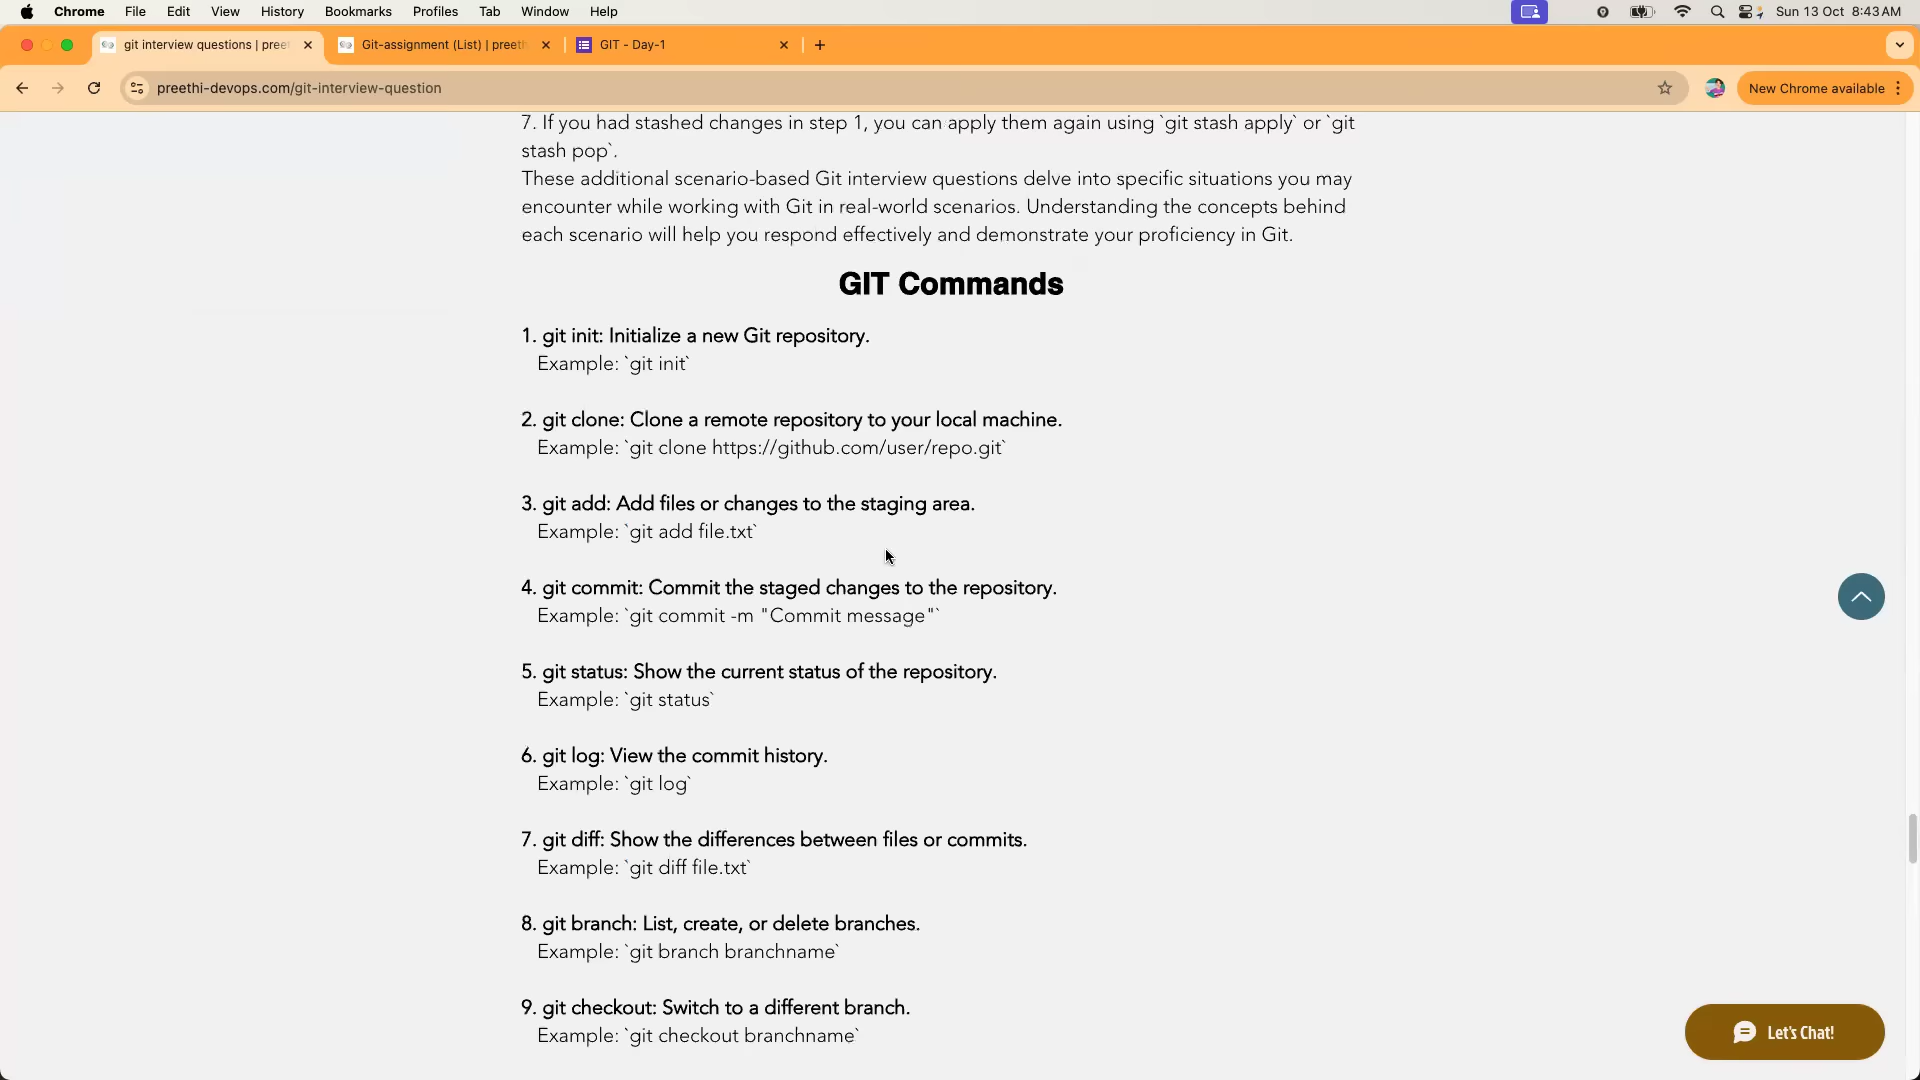 Chrome File Edit View History Bookmarks Profiles Tab Window Help Sun 13 Oct 8:43 AM
git interview questions | preet Git-assignment (List) | preeth GIT - Day-1
preethi-devops.com/git-interview-question New Chrome available
7. If you had stashed changes in step 1, you can apply them again using `git stash apply` or `git
stash pop`.
These additional scenario-based Git interview questions delve into specific situations you may
encounter while working with Git in real-world scenarios. Understanding the concepts behind
each scenario will help you respond effectively and demonstrate your proficiency in Git.
GIT Commands
1. git init: Initialize a new Git repository.
Example: `git init`
2. git clone: Clone a remote repository to your local machine.
Example: `git clone https://github.com/user/repo.git`
3. git add: Add files or changes to the staging area.
Example: `git add file.txt`
4. git commit: Commit the staged changes to the repository.
Example: `git commit -m "Commit message"`
5. git status: Show the current status of the repository.
Example: `git status`
6. git log: View the commit history.
Example: `git log`
7. git diff: Show the differences between files or commits.
Example: `git diff file.txt`
8. git branch: List, create, or delete branches.
Example: `git branch branchname`
9. git checkout: Switch to a different branch.
Example: `git checkout branchname`
Let's Chat!